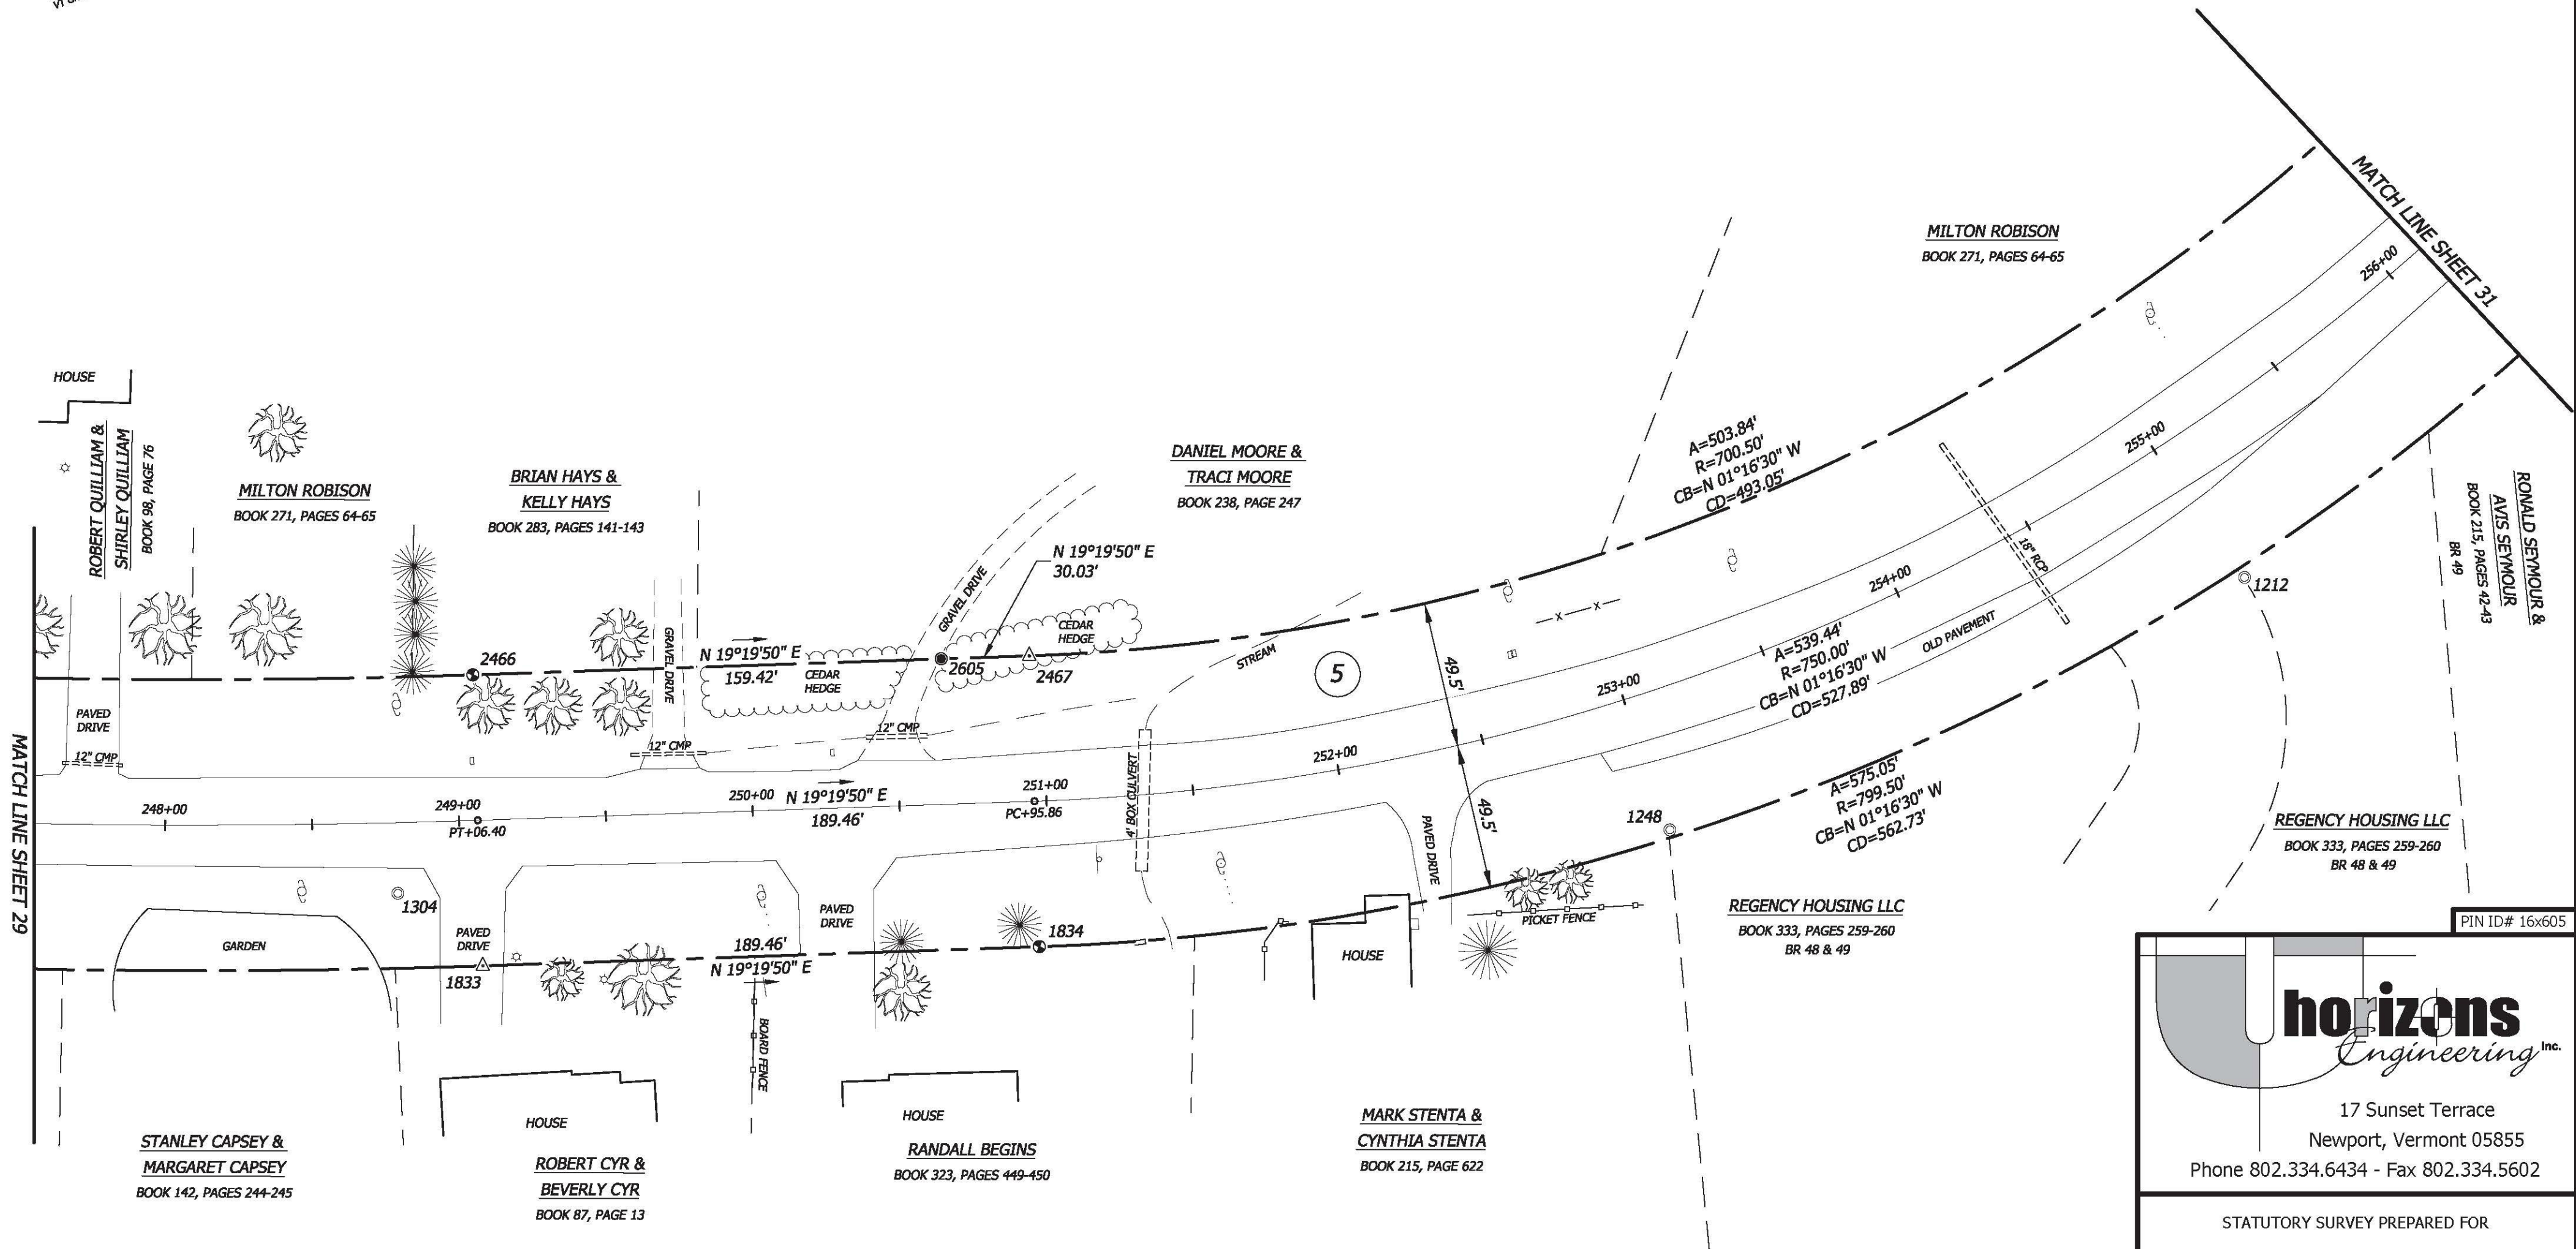 MATCH LINE SHEET 29
HOUSE
ROBERT QUILLIAM &
SHIRLEY QUILLIAM
BOOK 98, PAGE 76
MILTON ROBISON
BOOK 271, PAGES 64-65
BRIAN HAYS &
KELLY HAYS
BOOK 283, PAGES 141-143
DANIEL MOORE &
TRACI MOORE
BOOK 238, PAGE 247
MILTON ROBISON
BOOK 271, PAGES 64-65
MATCH LINE SHEET 31
A=503.84'
R=700.50'
CB=N 01°16'30" W
CD=493.05'
N 19°19'50" E
30.03'
GRAVEL DRIVE
GRAVEL DRIVE
2466
N 19°19'50" E
159.42'
CEDAR
HEDGE
2605
2467
CEDAR
HEDGE
STREAM
5
49.5'
49.5'
PAVED
DRIVE
12" CMP
12" CMP
12" CMP
248+00
249+00
PT+06.40
250+00
N 19°19'50" E
189.46'
251+00
PC+95.86
252+00
253+00
254+00
255+00
256+00
4' BOX CULVERT
18" RCP
OLD PAVEMENT
A=539.44'
R=750.00'
CB=N 01°16'30" W
CD=527.89'
A=575.05'
R=799.50'
CB=N 01°16'30" W
CD=562.73'
1212
1248
1304
GARDEN
1833
PAVED
DRIVE
189.46'
N 19°19'50" E
PAVED
DRIVE
1834
PAVED DRIVE
PICKET FENCE
HOUSE
BOARD FENCE
HOUSE
HOUSE
STANLEY CAPSEY &
MARGARET CAPSEY
BOOK 142, PAGES 244-245
ROBERT CYR &
BEVERLY CYR
BOOK 87, PAGE 13
RANDALL BEGINS
BOOK 323, PAGES 449-450
MARK STENTA &
CYNTHIA STENTA
BOOK 215, PAGE 622
REGENCY HOUSING LLC
BOOK 333, PAGES 259-260
BR 48 & 49
REGENCY HOUSING LLC
BOOK 333, PAGES 259-260
BR 48 & 49
RONALD SEYMOUR &
AVIS SEYMOUR
BOOK 215, PAGES 42-43
BR 49
PIN ID# 16x605
horizons
Engineering Inc.
17 Sunset Terrace
Newport, Vermont 05855
Phone 802.334.6434 - Fax 802.334.5602
STATUTORY SURVEY PREPARED FOR